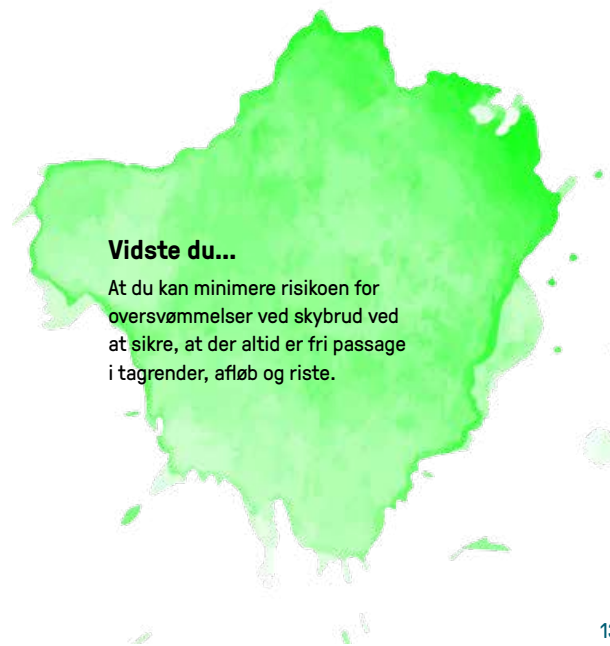 Vidste du...
At du kan minimere risikoen for
oversvømmelser ved skybrud ved
at sikre, at der altid er fri passage
i tagrender, afløb og riste.